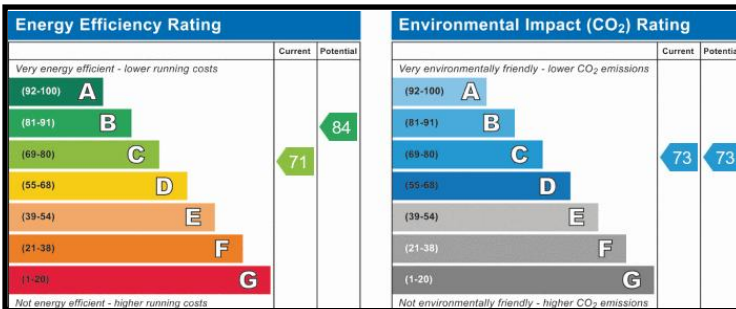 Energy Efficiency Rating
Current Potential
Very energy efficient - lower running costs
(92-100) A
(81-91) B
84
(69-80) C
71
(55-68) D
(39-54) E
(21-38) F
(1-20) G
Not energy efficient - higher running costs
Environmental Impact (CO₂) Rating
Current Potentia
Very environmentally friendly - lower CO₂ emissions
(92-100) A
(81-91) B
(69-80) C
73 73
(55-68) D
(39-54) E
(21-38) F
(1-20) G
Not environmentally friendly - higher CO₂ emissions